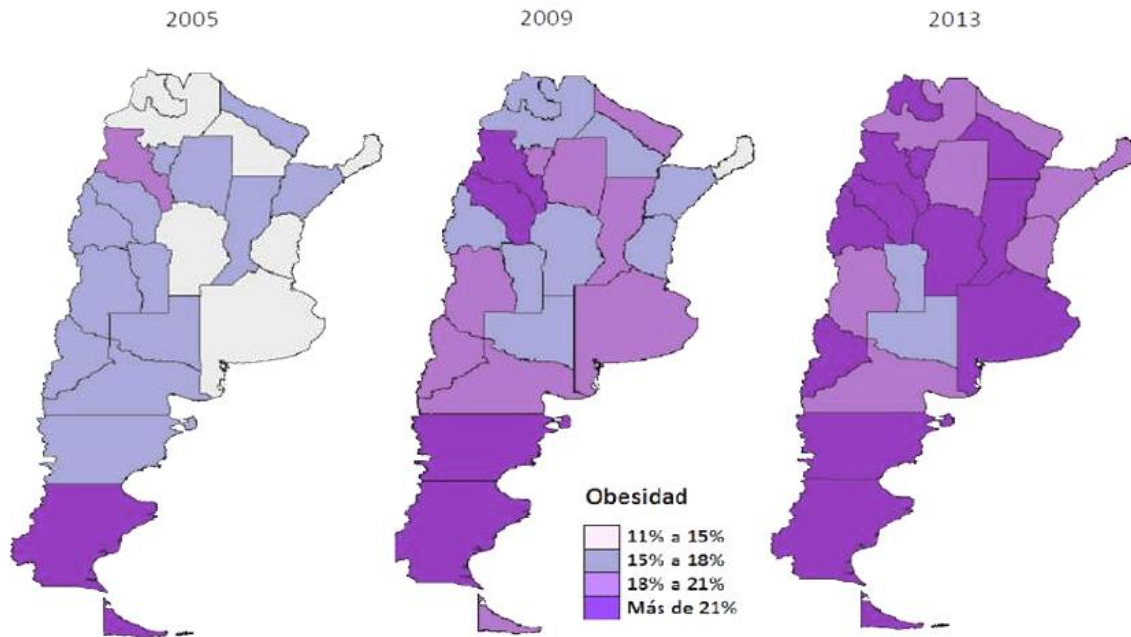 2005
2009
2013
Obesidad
11% a 15%
15% a 18%
18% a 21%
Más de 21%